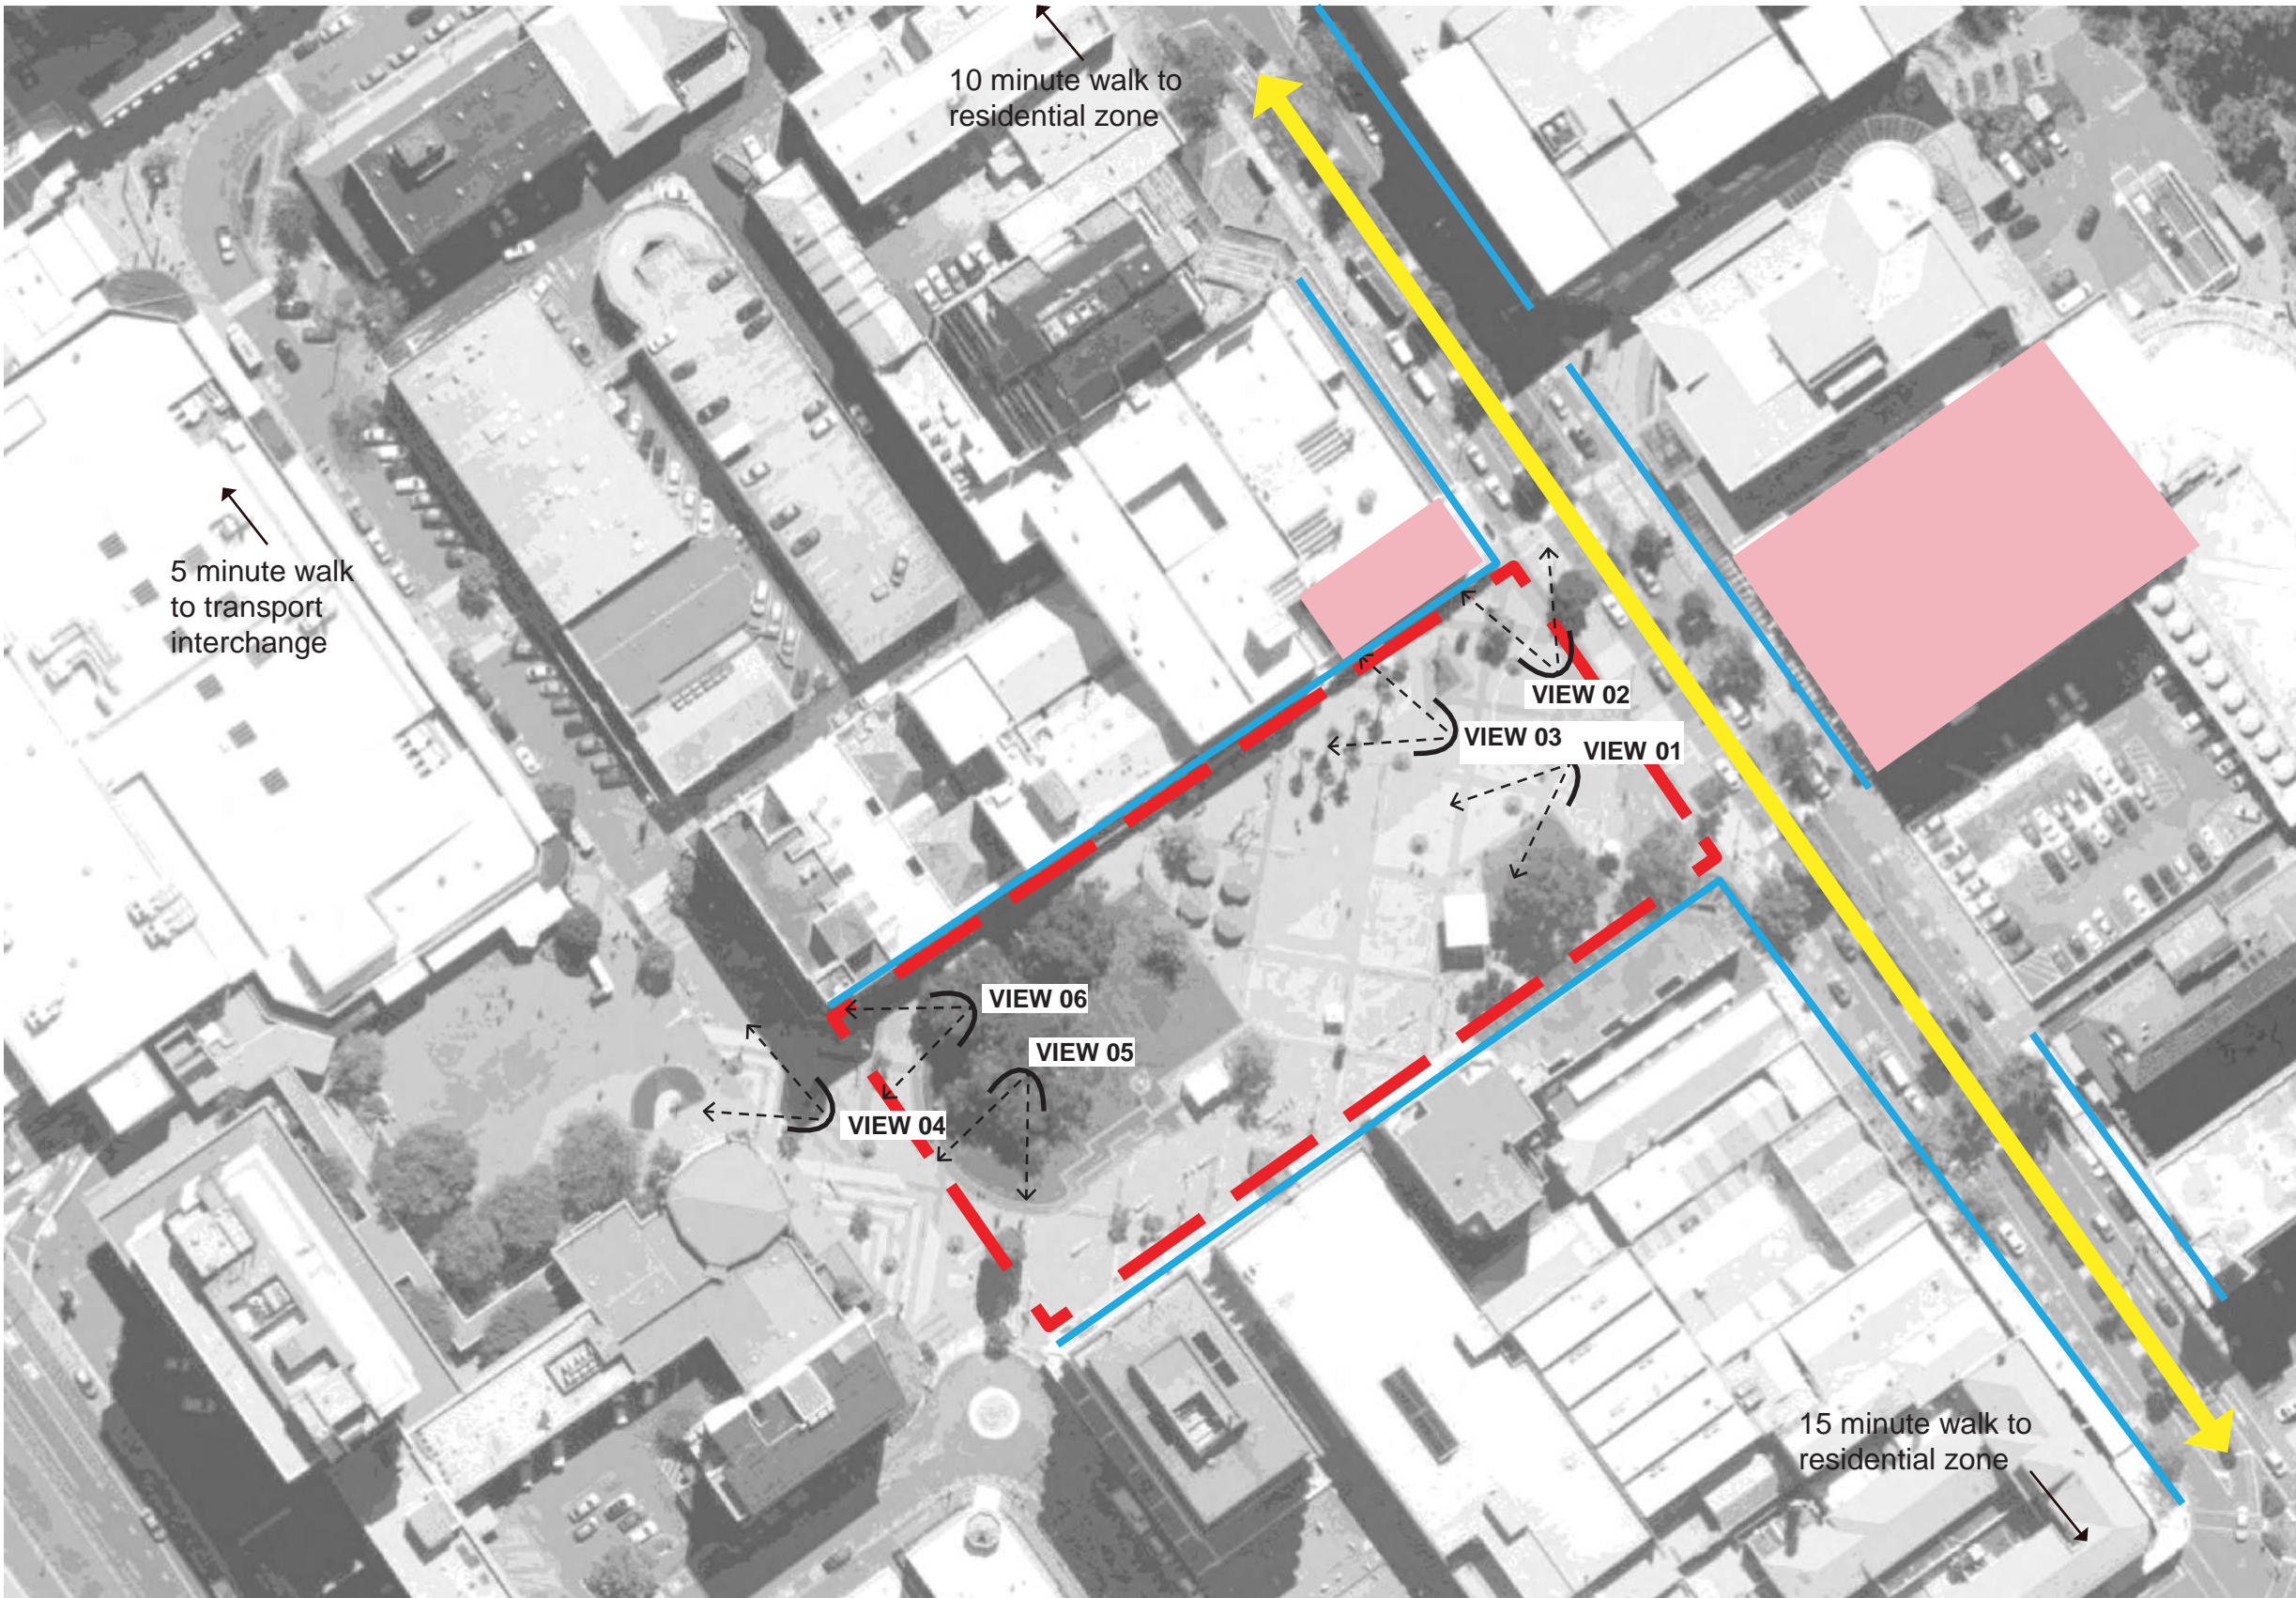 10 minute walk to
residential zone
5 minute walk
to transport
interchange
VIEW 02
VIEW 03
VIEW 01
VIEW 06
VIEW 05
VIEW 04
15 minute walk to
residential zone